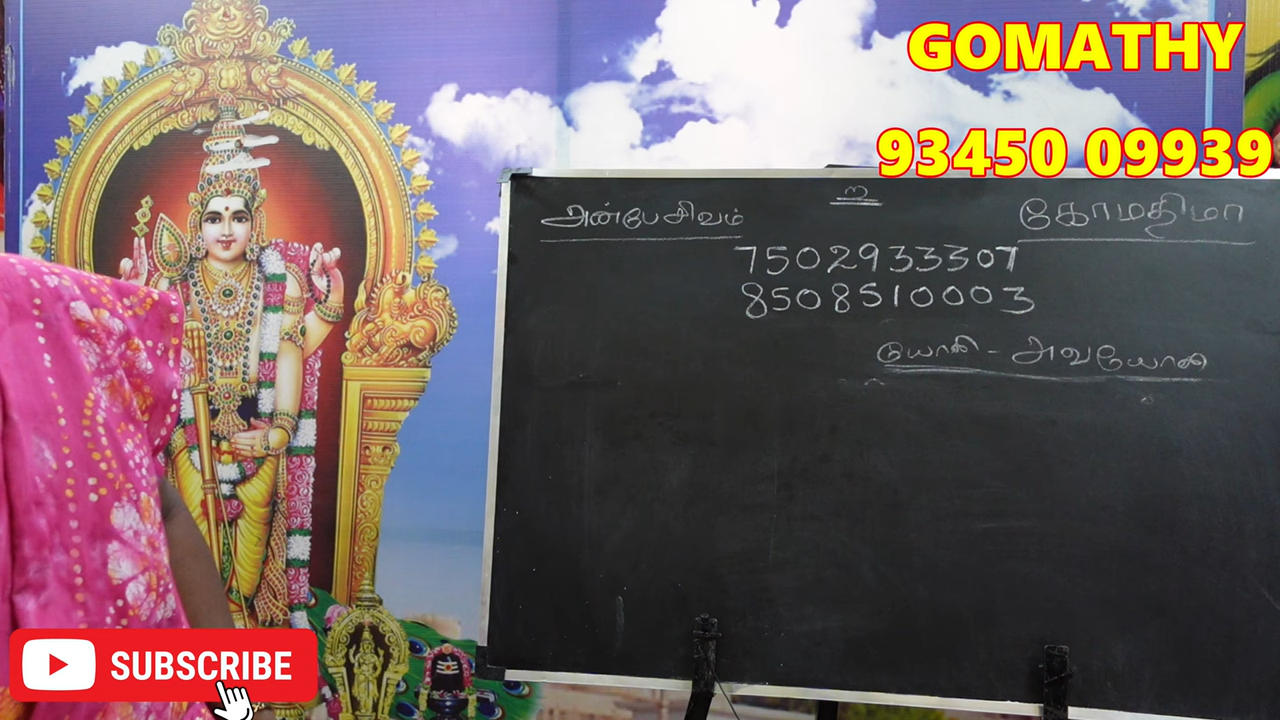 GOMATHY
93450 09939
உ
அன்பேசிவம்
கோமதிமா
7502933307
8508510003
யோகி - அவயோகி
SUBSCRIBE